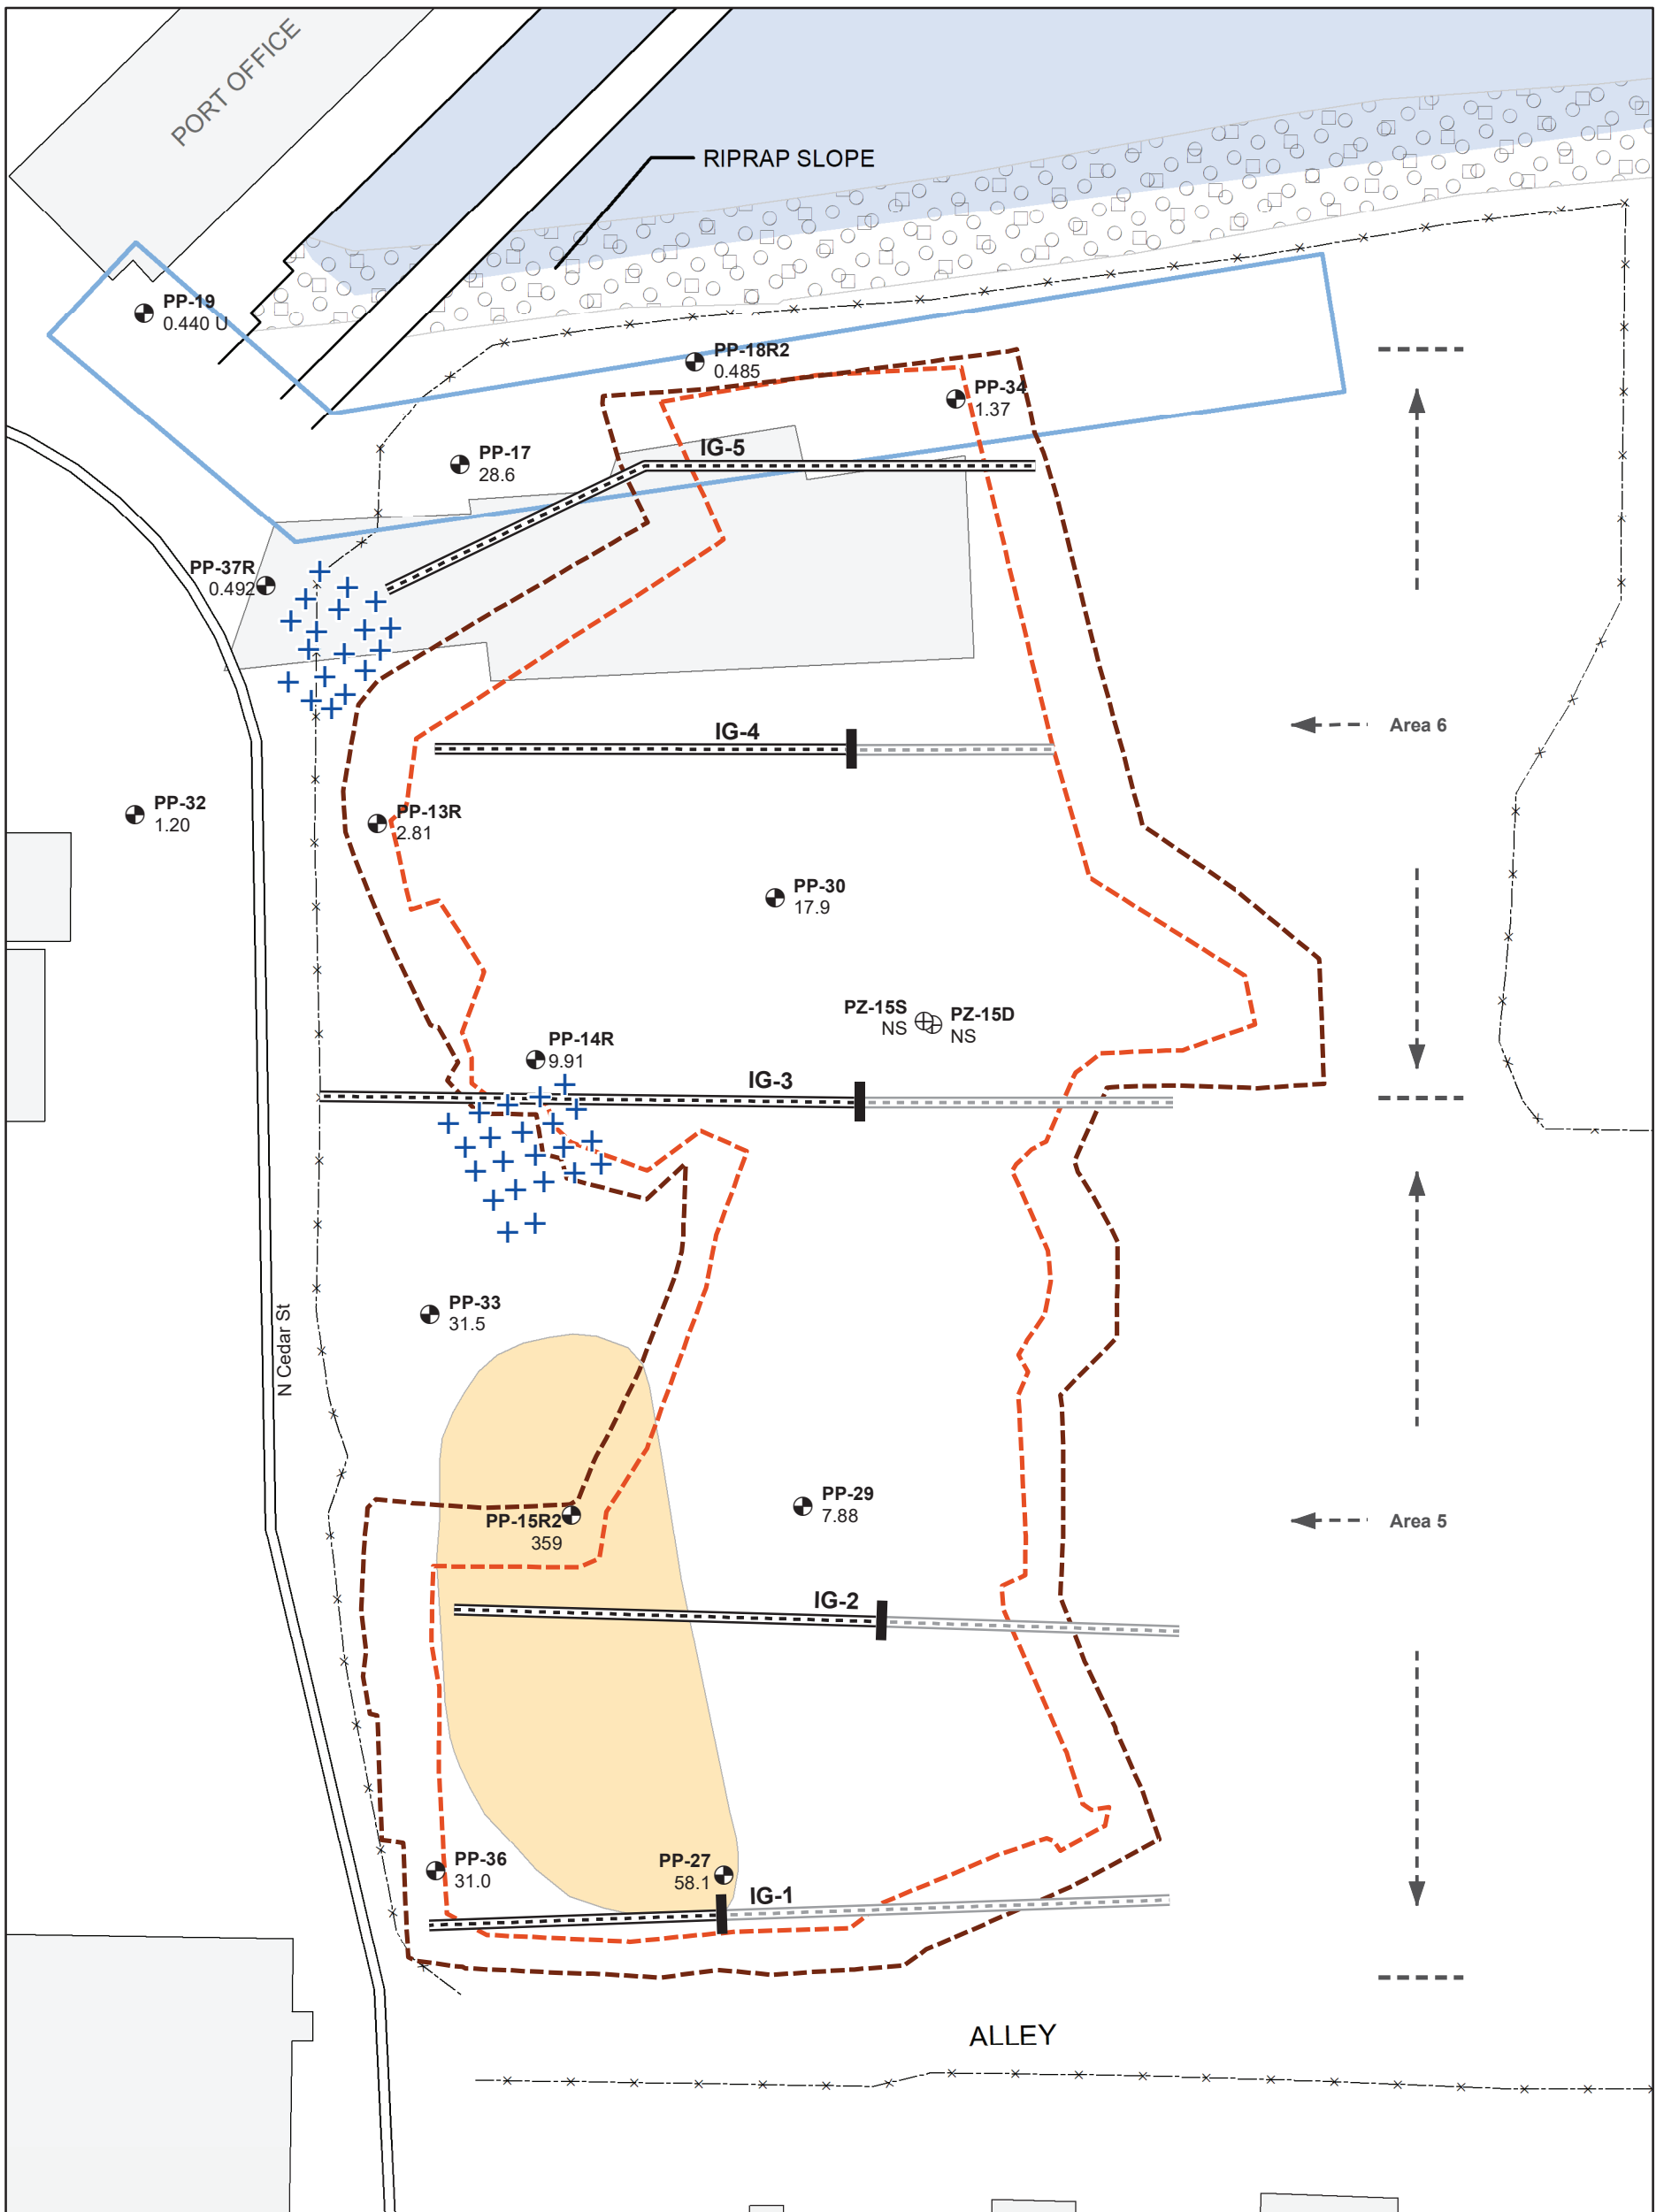 PORT OFFICE
RIPRAP SLOPE
PP-19
0.440 U
PP-18R2
0.485
PP-34
1.37
IG-5
PP-17
28.6
PP-37R
0.492
IG-4
Area 6
PP-32
1.20
PP-13R
2.81
PP-30
17.9
PZ-15S
NS
PZ-15D
NS
PP-14R
9.91
IG-3
PP-33
31.5
N Cedar St
PP-29
7.88
PP-15R2
359
Area 5
IG-2
PP-36
31.0
PP-27
58.1
IG-1
ALLEY